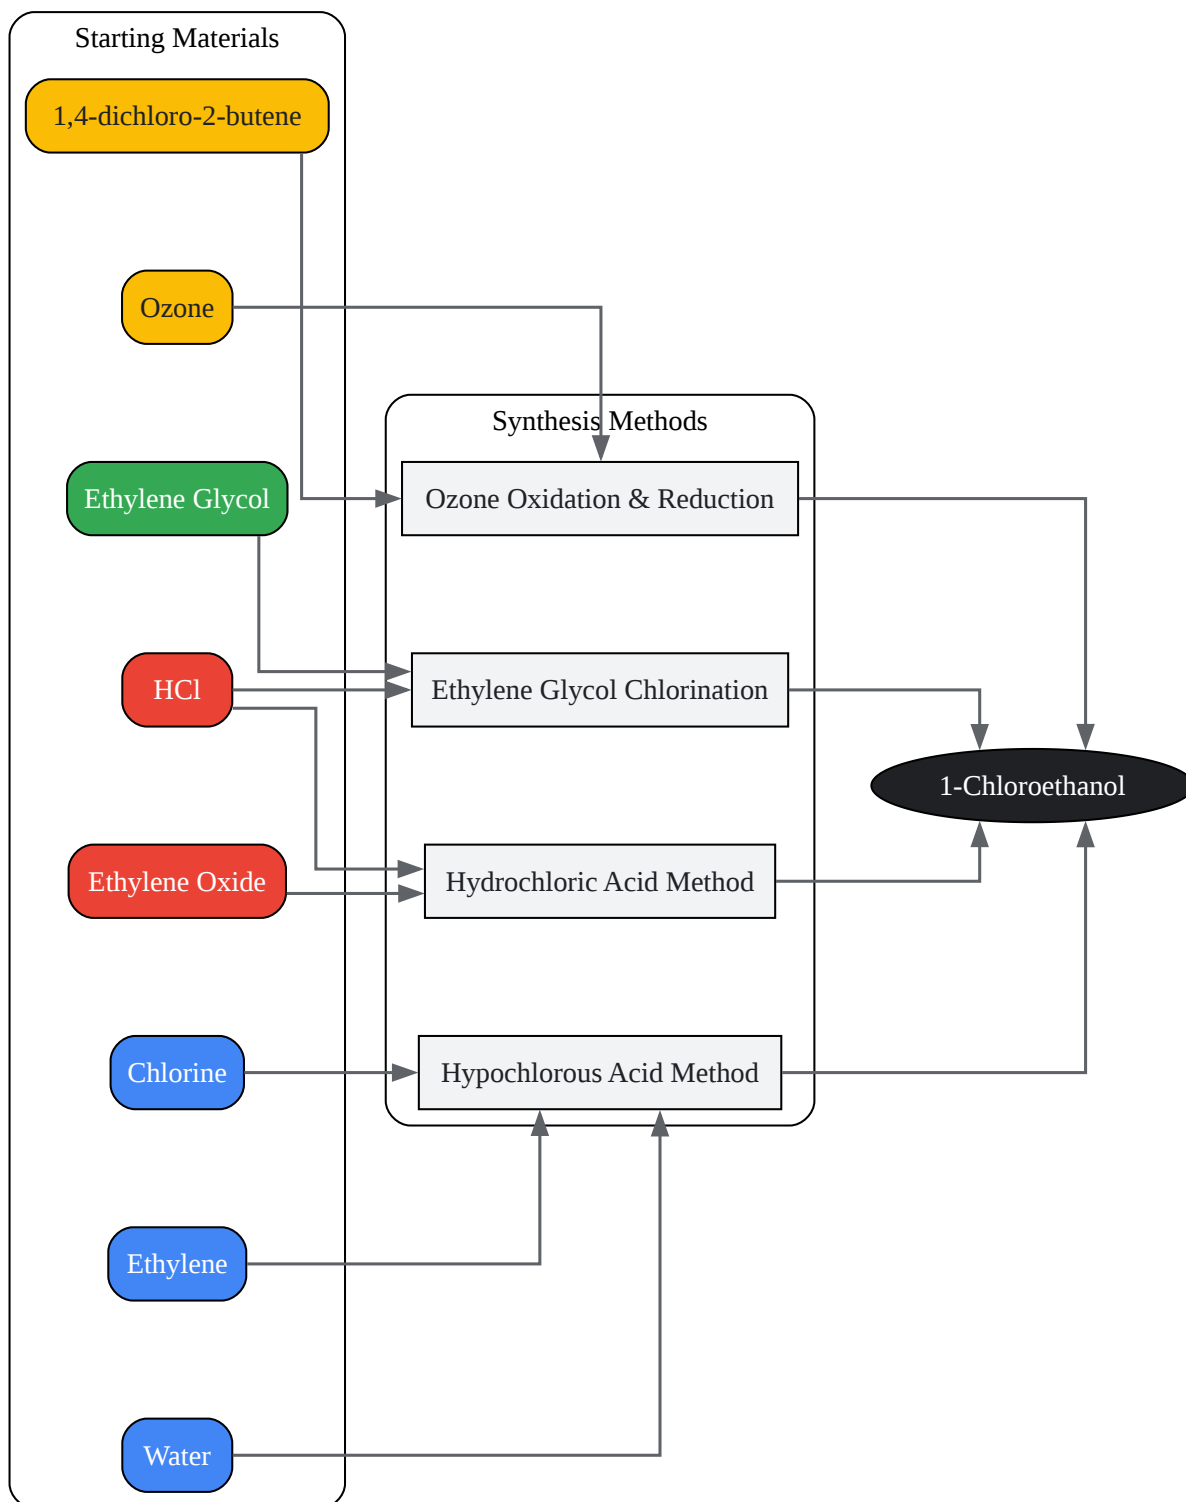 Starting Materials
1,4-dichloro-2-butene
Ozone
Synthesis Methods
Ethylene Glycol
Ozone Oxidation & Reduction
HCl
Ethylene Glycol Chlorination
1-Chloroethanol
Ethylene Oxide
Hydrochloric Acid Method
Chlorine
Hypochlorous Acid Method
Ethylene
Water